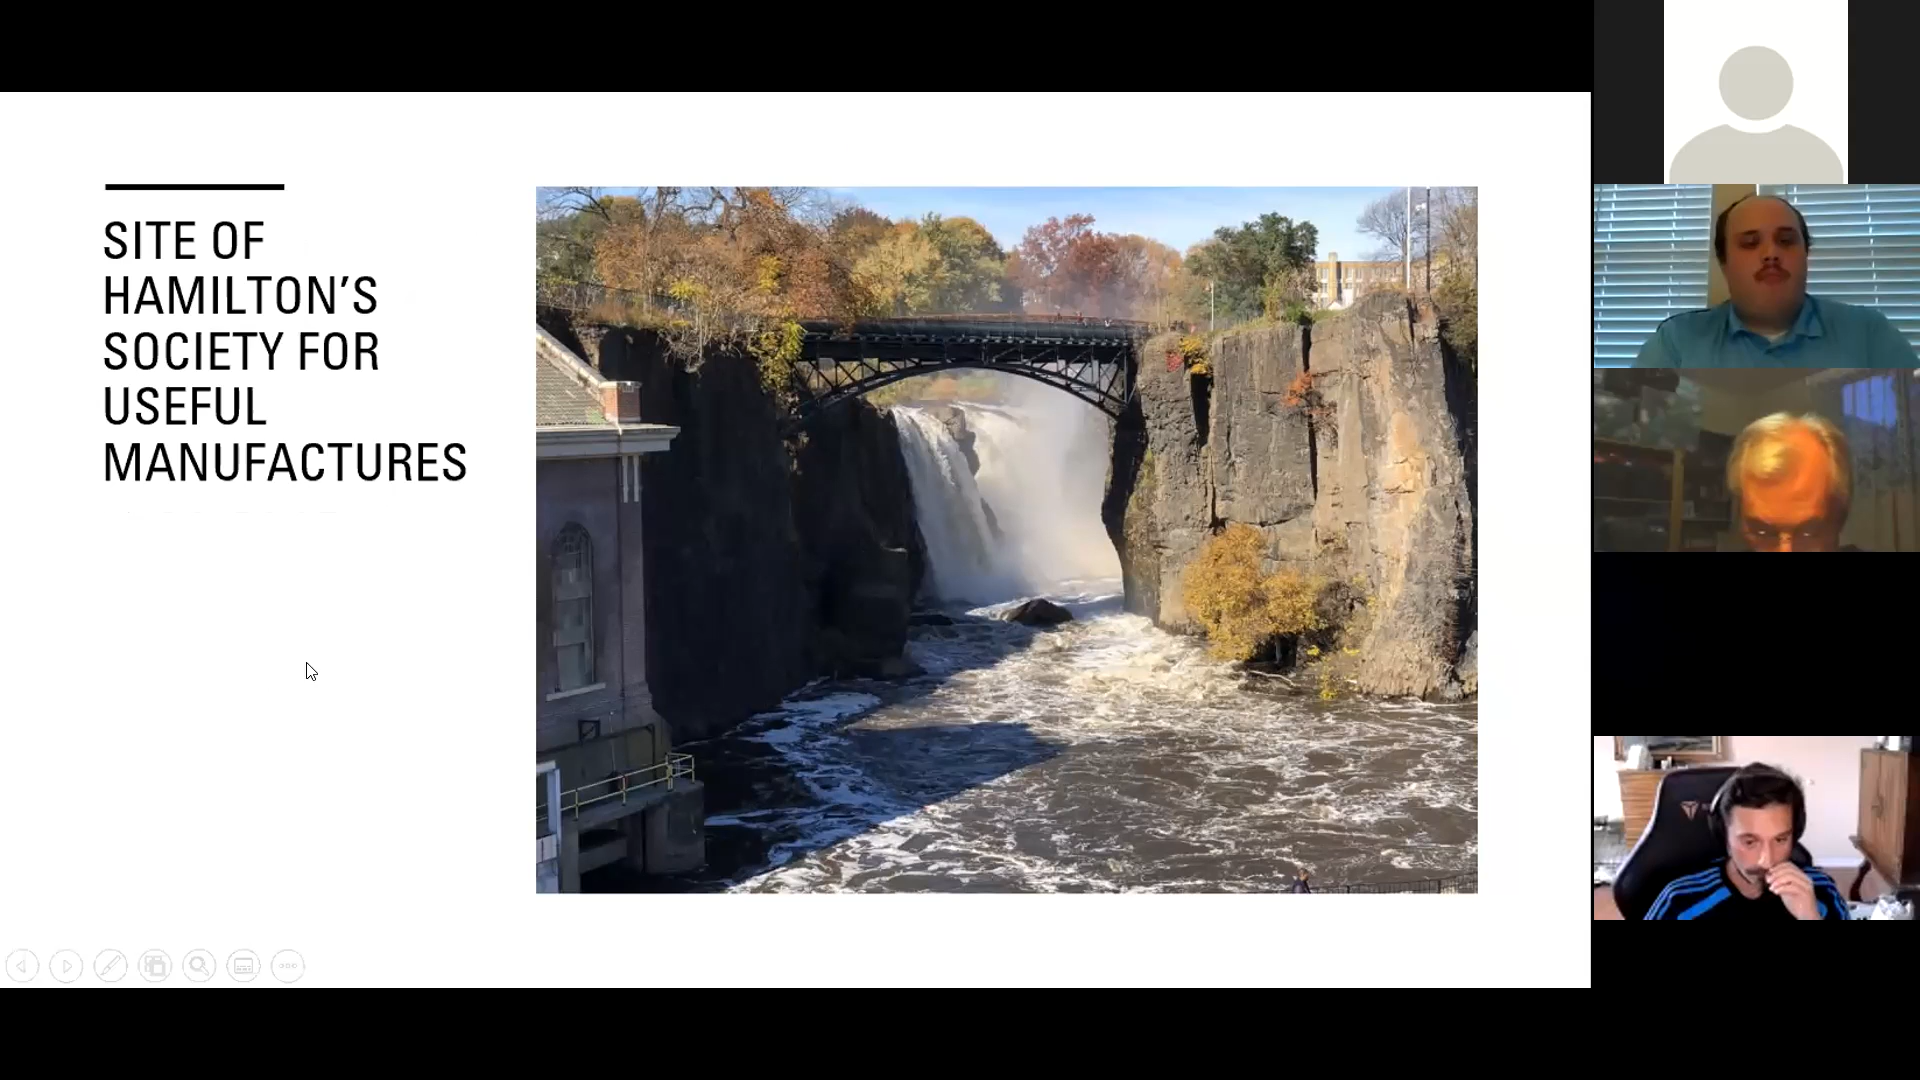 SITE OF
HAMILTON’S
SOCIETY FOR
USEFUL
MANUFACTURES